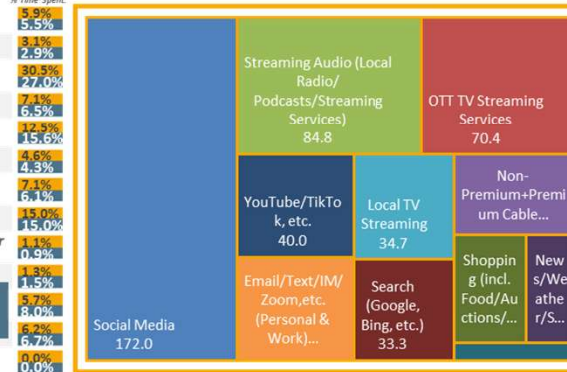 % Time Spent
5.9%
5.5%
3.1%
2.9%
30.5%
27.0%
7.1%
6.5%
12.5%
15.6%
4.6%
4.3%
7.1%
6.1%
15.0%
15.0%
1.1%
0.9%
1.3%
1.5%
5.7%
8.0%
6.2%
6.7%
0.0%
0.0%
Social Media
172.0
Streaming Audio (Local
Radio/
Podcasts/Streaming
Services)
84.8
OTT TV Streaming
Services
70.4
YouTube/TikTo
k, etc.
40.0
Local TV
Streaming
34.7
Non-
Premium+Premi
um Cable...
Email/Text/IM/
Zoom,etc.
(Personal &
Work)...
Search
(Google,
Bing, etc.)
33.3
Shoppin
g (incl.
Food/Au
ctions/...
New
s/We
athe
r/S...